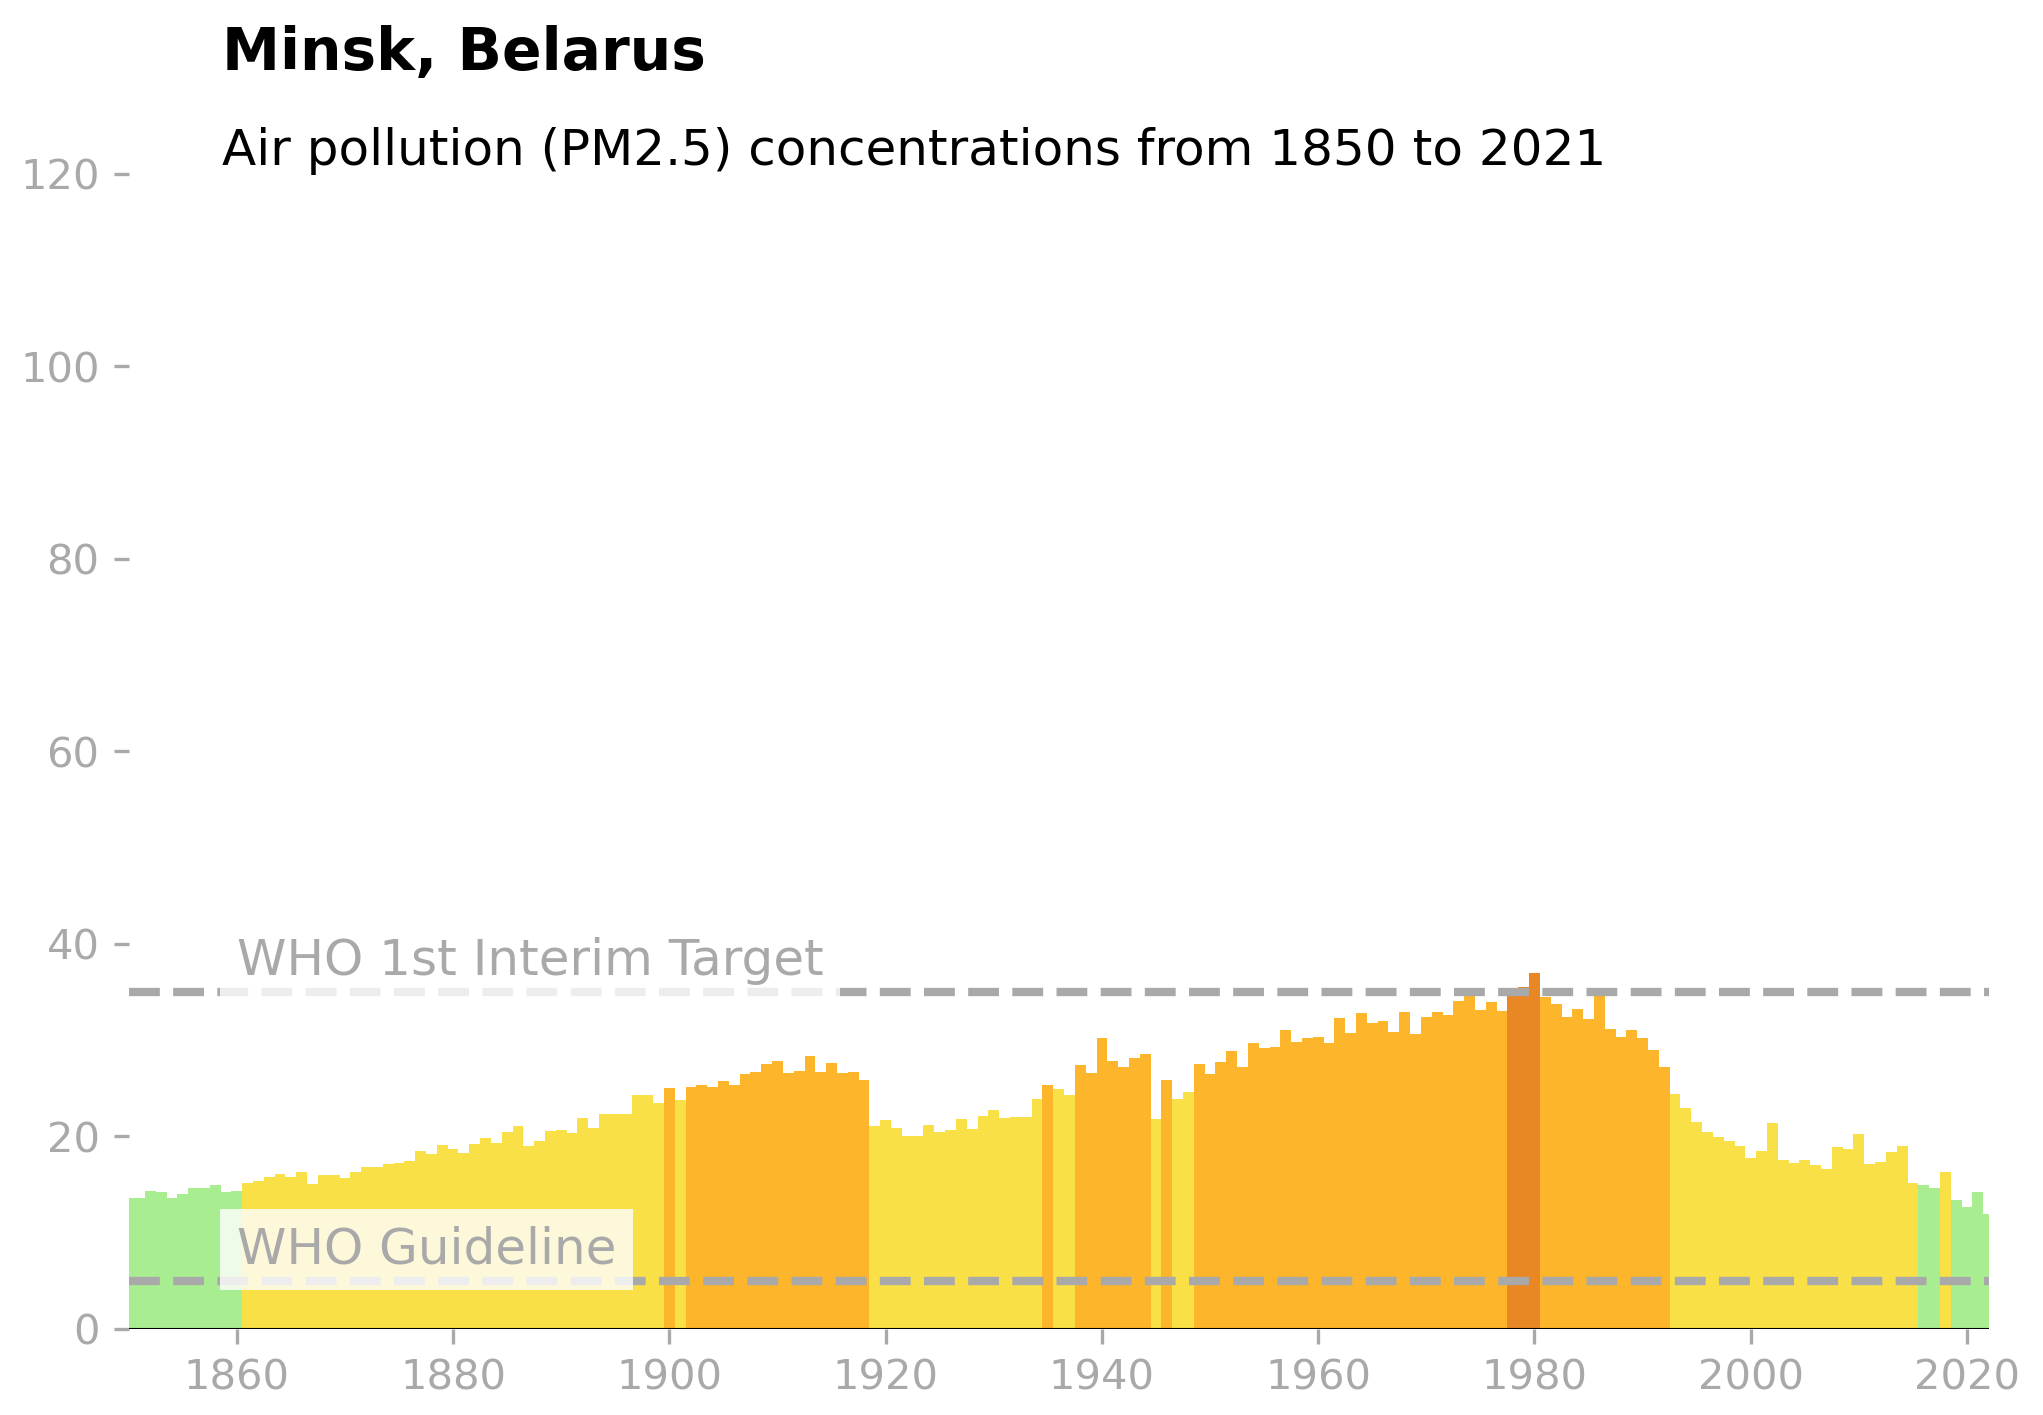 Minsk, Belarus
Air pollution (PM2.5) concentrations from 1850 to 2021
120
100
80
60
40
WHO 1st Interim Target
20
WHO Guideline
0
1860 1880 1900 1920 1940 1960 1980 2000 2020